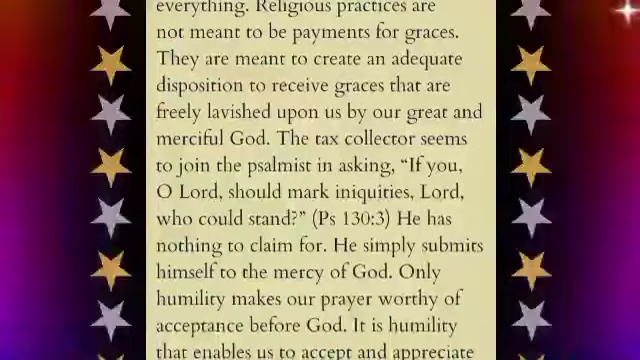 everything. Religious practices are
not meant to be payments for graces.
They are meant to create an adequate
disposition to receive graces that are
freely lavished upon us by our great and
merciful God. The tax collector seems
to join the psalmist in asking, “If you,
O Lord, should mark iniquities, Lord,
who could stand?” (Ps 130:3) He has
nothing to claim for. He simply submits
himself to the mercy of God. Only
humility makes our prayer worthy of
acceptance before God. It is humility
that enables us to accept and appreciate